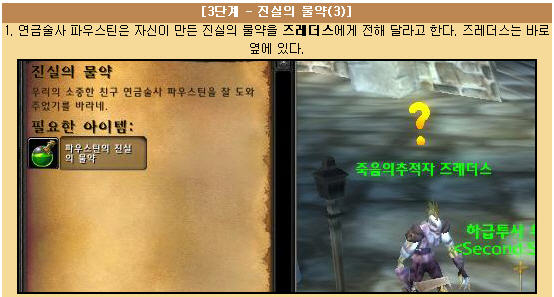 [3단계 - 진실의 물약(3)]
1. 연금술사 파우스틴은 자신이 만든 진실의 물약을 즈레더스에게 전해 달라고 한다. 즈레더스는 바로
옆에 있다.
진실의 물약
우리의 소중한 친구 연금술사 파우스틴을 잘 도와
주었기를 바라네.
필요한 아이템:
파우스틴의 진실
의 물약
죽음의추적자 즈레더스
하급투사
<Second